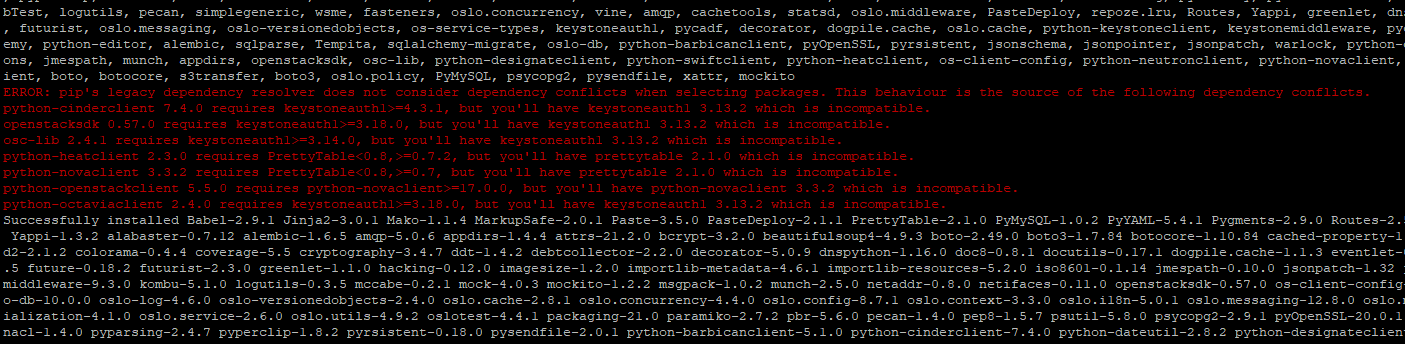 bTest, logutils, pecan, simplegeneric, wsme, fasteners, oslo.concurrency, vine, amqp, cachetools, statsd, oslo.middleware, PasteDeploy, repoze.lru, Routes, Yappi, greenlet, dns
, futurist, oslo.messaging, oslo-versionedobjects, os-service-types, keystoneauth1, pycadf, decorator, dogpile.cache, oslo.cache, python-keystoneclient, keystonemiddleware, pyc
emy, python-editor, alembic, sqlparse, Tempita, sqlalchemy-migrate, oslo-db, python-barbicanclient, pyOpenSSL, pyrsistent, jsonschema, jsonpointer, jsonpatch, warlock, python-c
ons, jmespath, munch, appdirs, openstacksdk, osc-lib, python-designateclient, python-swiftclient, python-heatclient, os-client-config, python-neutronclient, python-novaclient,
ient, boto, botocore, s3transfer, boto3, oslo.policy, PyMySQL, psycopg2, pysendfile, xattr, mockito
ERROR: pip's legacy dependency resolver does not consider dependency conflicts when selecting packages. This behaviour is the source of the following dependency conflicts.
python-cinderclient 7.4.0 requires keystoneauth1>=4.3.1, but you'll have keystoneauth1 3.13.2 which is incompatible.
openstacksdk 0.57.0 requires keystoneauth1>=3.18.0, but you'll have keystoneauth1 3.13.2 which is incompatible.
osc-lib 2.4.1 requires keystoneauth1>=3.14.0, but you'll have keystoneauth1 3.13.2 which is incompatible.
python-heatclient 2.3.0 requires PrettyTable<0.8,>=0.7.2, but you'll have prettytable 2.1.0 which is incompatible.
python-novaclient 3.3.2 requires PrettyTable<0.8,>=0.7, but you'll have prettytable 2.1.0 which is incompatible.
python-openstackclient 5.5.0 requires python-novaclient>=17.0.0, but you'll have python-novaclient 3.3.2 which is incompatible.
python-octaviaclient 2.4.0 requires keystoneauth1>=3.18.0, but you'll have keystoneauth1 3.13.2 which is incompatible.
Successfully installed Babel-2.9.1 Jinja2-3.0.1 Mako-1.1.4 MarkupSafe-2.0.1 Paste-3.5.0 PasteDeploy-2.1.1 PrettyTable-2.1.0 PyMySQL-1.0.2 PyYAML-5.4.1 Pygments-2.9.0 Routes-2.
Yappi-1.3.2 alabaster-0.7.12 alembic-1.6.5 amqp-5.0.6 appdirs-1.4.4 attrs-21.2.0 bcrypt-3.2.0 beautifulsoup4-4.9.3 boto-2.49.0 boto3-1.7.84 botocore-1.10.84 cached-property-1
d2-2.1.2 colorama-0.4.4 coverage-5.5 cryptography-3.4.7 ddt-1.4.2 debtcollector-2.2.0 decorator-5.0.9 dnspython-1.16.0 doc8-0.8.1 docutils-0.17.1 dogpile.cache-1.1.3 eventlet-
.5 future-0.18.2 futurist-2.3.0 greenlet-1.1.0 hacking-0.12.0 imagesize-1.2.0 importlib-metadata-4.6.1 importlib-resources-5.2.0 iso8601-0.1.14 jmespath-0.10.0 jsonpatch-1.32 j
middleware-9.3.0 kombu-5.1.0 logutils-0.3.5 mccabe-0.2.1 mock-4.0.3 mockito-1.2.2 msgpack-1.0.2 munch-2.5.0 netaddr-0.8.0 netifaces-0.11.0 openstacksdk-0.57.0 os-client-config-
o-db-10.0.0 oslo-log-4.6.0 oslo-versionedobjects-2.4.0 oslo.cache-2.8.1 oslo.concurrency-4.4.0 oslo.config-8.7.1 oslo.context-3.3.0 oslo.i18n-5.0.1 oslo.messaging-12.8.0 oslo.m
ialization-4.1.0 oslo.service-2.6.0 oslo.utils-4.9.2 oslotest-4.4.1 packaging-21.0 paramiko-2.7.2 pbr-5.6.0 pecan-1.4.0 pep8-1.5.7 psutil-5.8.0 psycopg2-2.9.1 pyOpenSSL-20.0.1
nacl-1.4.0 pyparsing-2.4.7 pyperclip-1.8.2 pyrsistent-0.18.0 pysendfile-2.0.1 python-barbicanclient-5.1.0 python-cinderclient-7.4.0 python-dateutil-2.8.2 python-designateclient